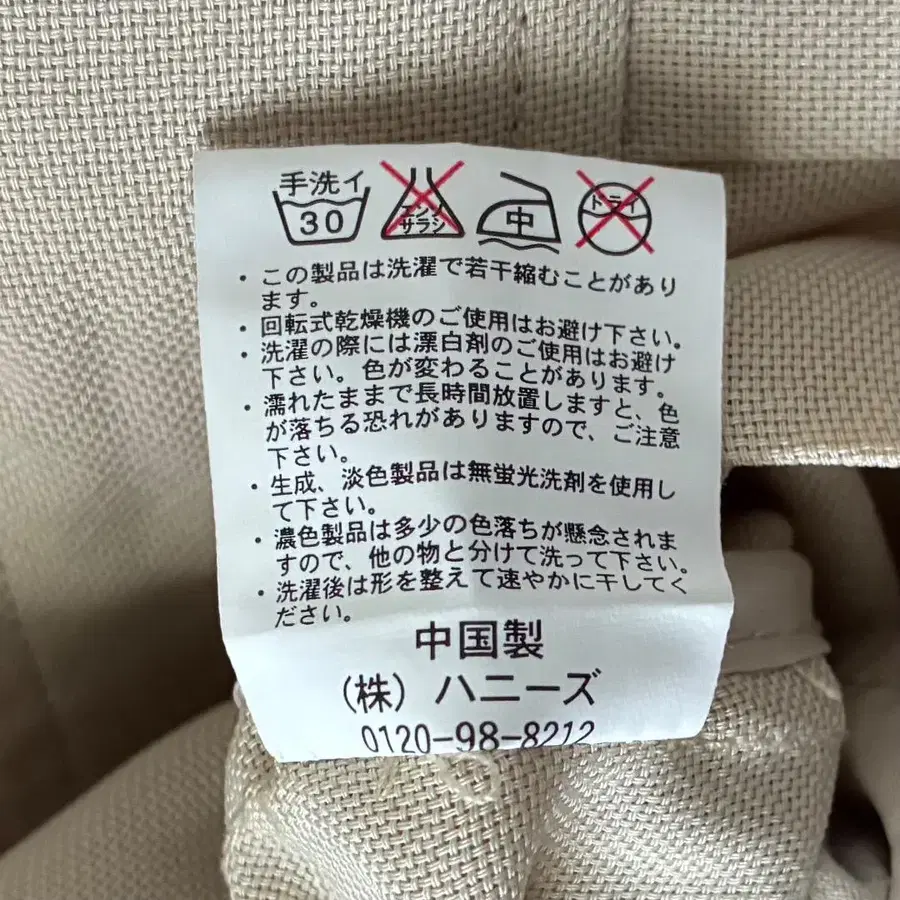 手洗イ エンソ 中 ドライ
30 サラシ
・この製品は洗濯で若干縮むことがあり
ます。
・回転式乾燥機のご使用はお避け下さい。
・洗濯の際には漂白剤のご使用はお避け
下さい。色が変わることがあります。
・濡れたままで長時間放置しますと、色
が落ちる恐れがありますので、ご注意
下さい。
・生成、淡色製品は無蛍光洗剤を使用し
て下さい。
・濃色製品は多少の色落ちが懸念されま
すので、他の物と分けて洗って下さい。
・洗濯後は形を整えて速やかに干してく
ださい。
中国製
（株）ハニーズ
0120-98-8212